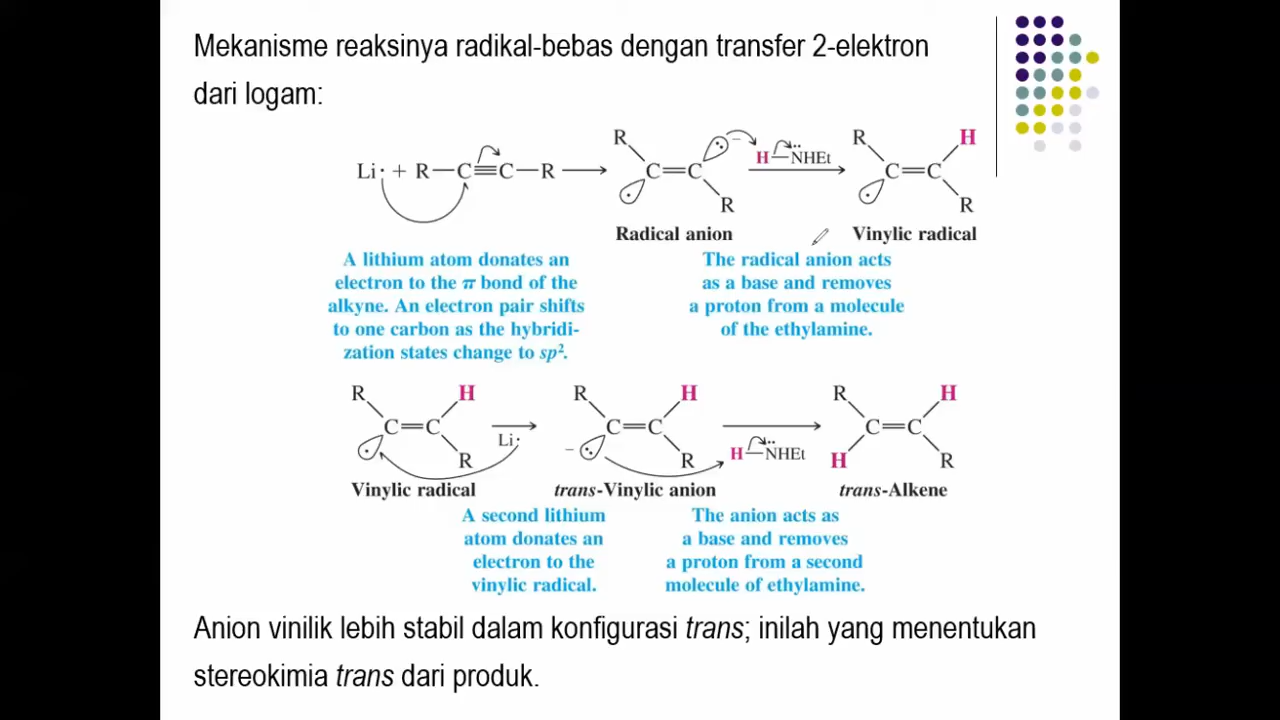 Mekanisme reaksinya radikal-bebas dengan transfer 2-elektron
dari logam:
Li· + R—C≡C—R
R C=C − R
H—NHEt
R C=C H R
Radical anion
Vinylic radical
A lithium atom donates an
electron to the π bond of the
alkyne. An electron pair shifts
to one carbon as the hybridi-
zation states change to sp².
The radical anion acts
as a base and removes
a proton from a molecule
of the ethylamine.
R C=C H R
Li·
R − C=C H R
H—NHEt
R H C=C H R
Vinylic radical
trans-Vinylic anion
trans-Alkene
A second lithium
atom donates an
electron to the
vinylic radical.
The anion acts as
a base and removes
a proton from a second
molecule of ethylamine.
Anion vinilik lebih stabil dalam konfigurasi trans; inilah yang menentukan
stereokimia trans dari produk.